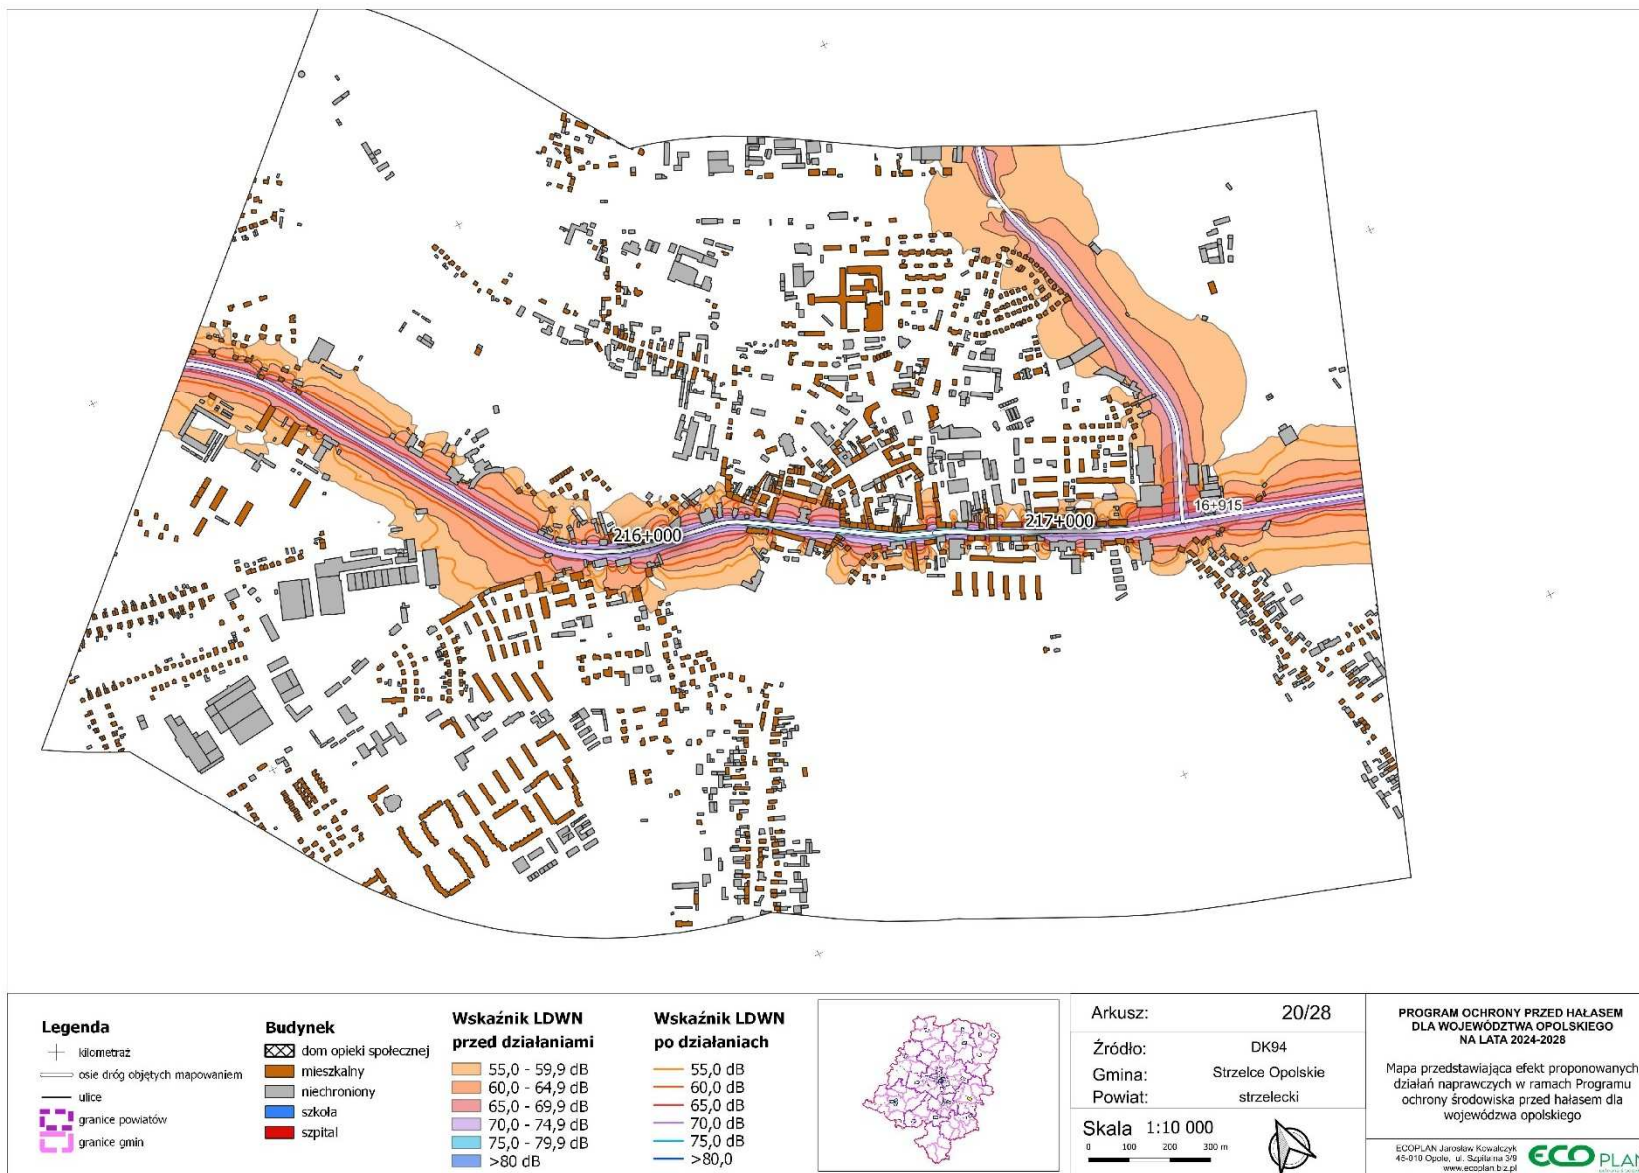 216+000
217+000
16+915
Legenda
kilometraż
osie dróg objętych mapowaniem
ulice
granice powiatów
granice gmin
Budynek
dom opieki społecznej
mieszkalny
niechroniony
szkoła
szpital
Wskaźnik LDWN
przed działaniami
55,0 - 59,9 dB
60,0 - 64,9 dB
65,0 - 69,9 dB
70,0 - 74,9 dB
75,0 - 79,9 dB
>80 dB
Wskaźnik LDWN
po działaniach
55,0 dB
60,0 dB
65,0 dB
70,0 dB
75,0 dB
>80,0
Arkusz: 20/28
Źródło: DK94
Gmina: Strzelce Opolskie
Powiat: strzelecki
Skala 1:10 000
0 100 200 300 m
PROGRAM OCHRONY PRZED HAŁASEM
DLA WOJEWÓDZTWA OPOLSKIEGO
NA LATA 2024-2028
Mapa przedstawiająca efekt proponowanych
działań naprawczych w ramach Programu
ochrony środowiska przed hałasem dla
województwa opolskiego
ECOPLAN Jarosław Kowalczyk
45-010 Opole, ul. Szpitalna 3/9
www.ecoplan.biz.pl
ECO PLAN